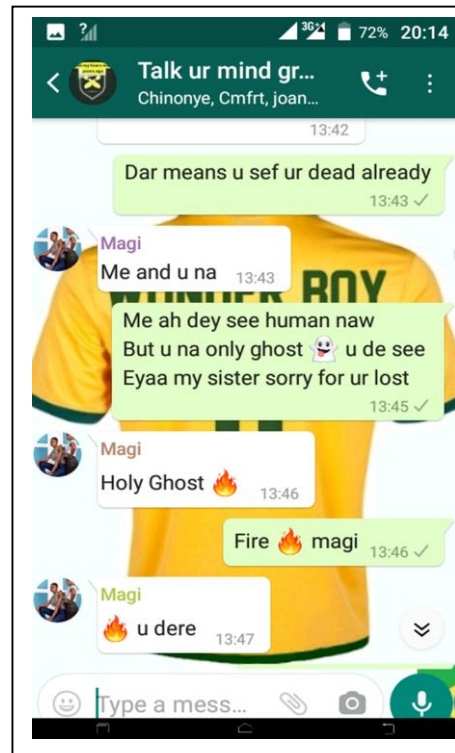 3G 72% 20:14
Talk ur mind gr...
Chinonye, Cmfrt, joan...
13:42
Dar means u sef ur dead already
13:43
Magi
Me and u na 13:43
WONDER BOY
Me ah dey see human naw
But u na only ghost 👻 u de see
Eyaa my sister sorry for ur lost
13:45
Magi
Holy Ghost 🔥 13:46
Fire 🔥 magi 13:46
Magi
🔥 u dere 13:47
Type a mess...